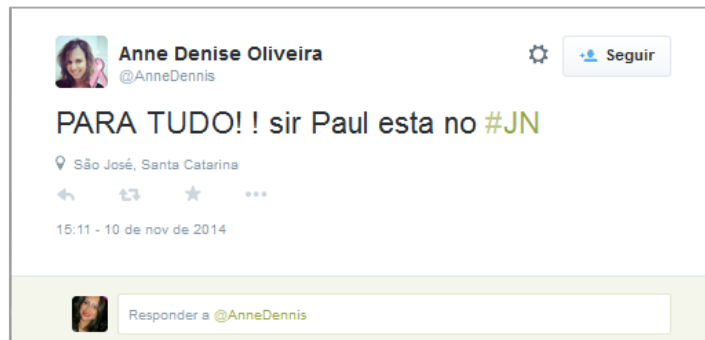 Anne Denise Oliveira
@AnneDennis
Seguir
PARA TUDO! ! sir Paul esta no #JN
São José, Santa Catarina
15:11 - 10 de nov de 2014
Responder a @AnneDennis